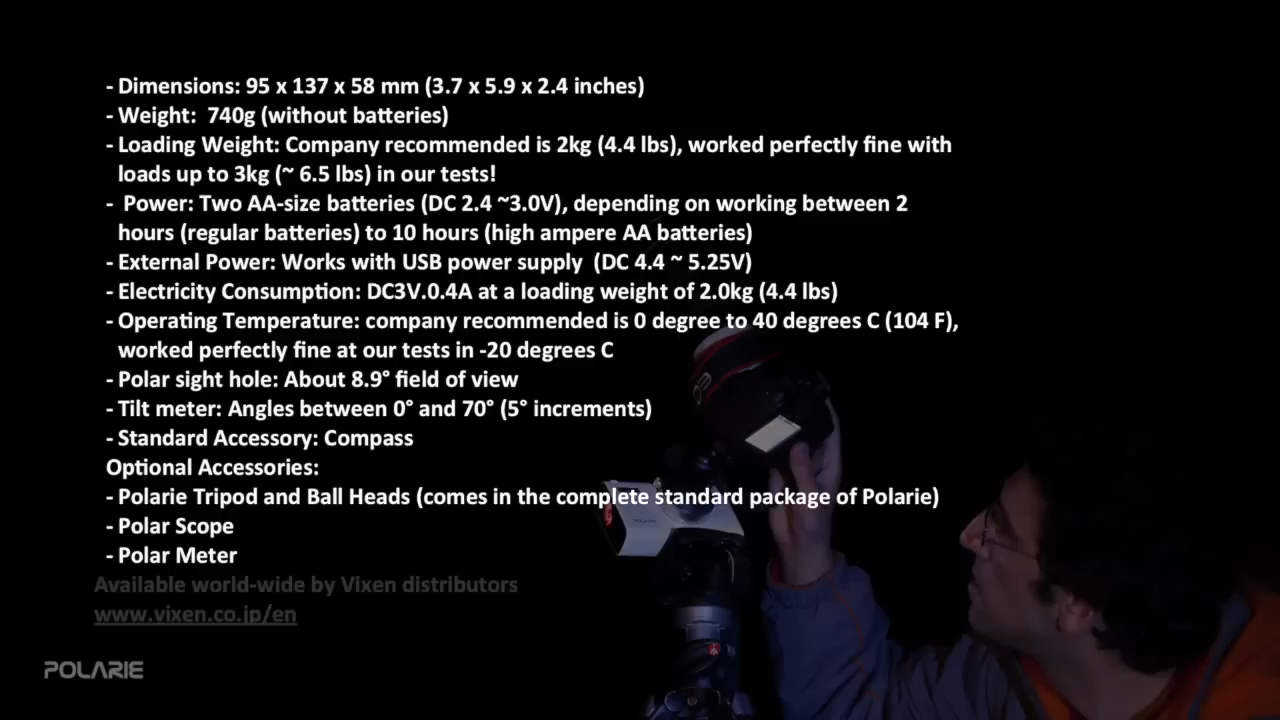 - Dimensions: 95 x 137 x 58 mm (3.7 x 5.9 x 2.4 inches)
- Weight:  740g (without batteries)
- Loading Weight: Company recommended is 2kg (4.4 lbs), worked perfectly fine with
loads up to 3kg (~ 6.5 lbs) in our tests!
-  Power: Two AA-size batteries (DC 2.4 ~3.0V), depending on working between 2
hours (regular batteries) to 10 hours (high ampere AA batteries)
- External Power: Works with USB power supply  (DC 4.4 ~ 5.25V)
- Electricity Consumption: DC3V.0.4A at a loading weight of 2.0kg (4.4 lbs)
- Operating Temperature: company recommended is 0 degree to 40 degrees C (104 F),
worked perfectly fine at our tests in -20 degrees C
- Polar sight hole: About 8.9° field of view
- Tilt meter: Angles between 0° and 70° (5° increments)
- Standard Accessory: Compass
Optional Accessories:
- Polarie Tripod and Ball Heads (comes in the complete standard package of Polarie)
- Polar Scope
- Polar Meter
Available world-wide by Vixen distributors
www.vixen.co.jp/en
POLARIE
POLARIE